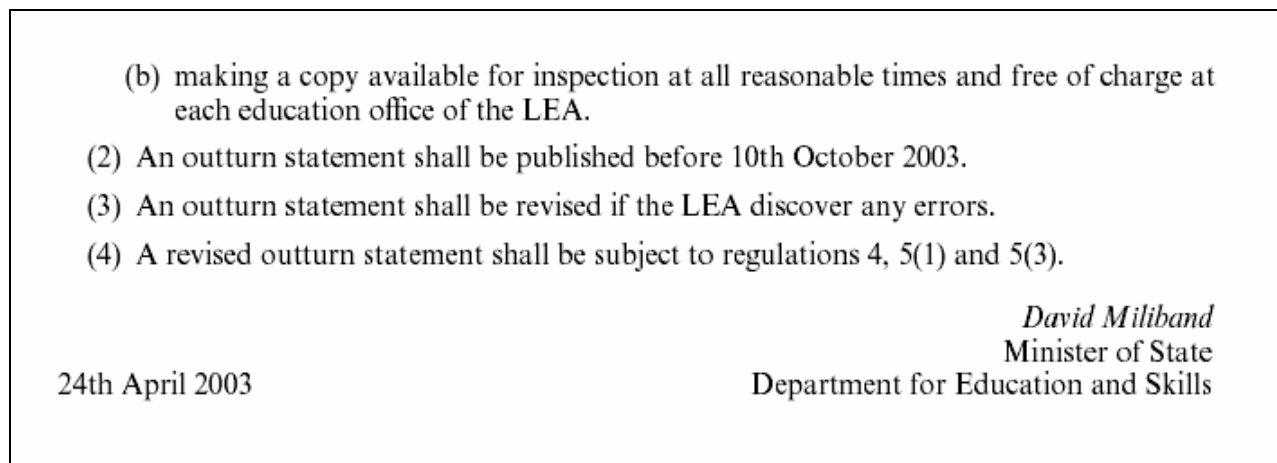 (b) making a copy available for inspection at all reasonable times and free of charge at
each education office of the LEA.
(2) An outturn statement shall be published before 10th October 2003.
(3) An outturn statement shall be revised if the LEA discover any errors.
(4) A revised outturn statement shall be subject to regulations 4, 5(1) and 5(3).
David Miliband
Minister of State
24th April 2003 Department for Education and Skills